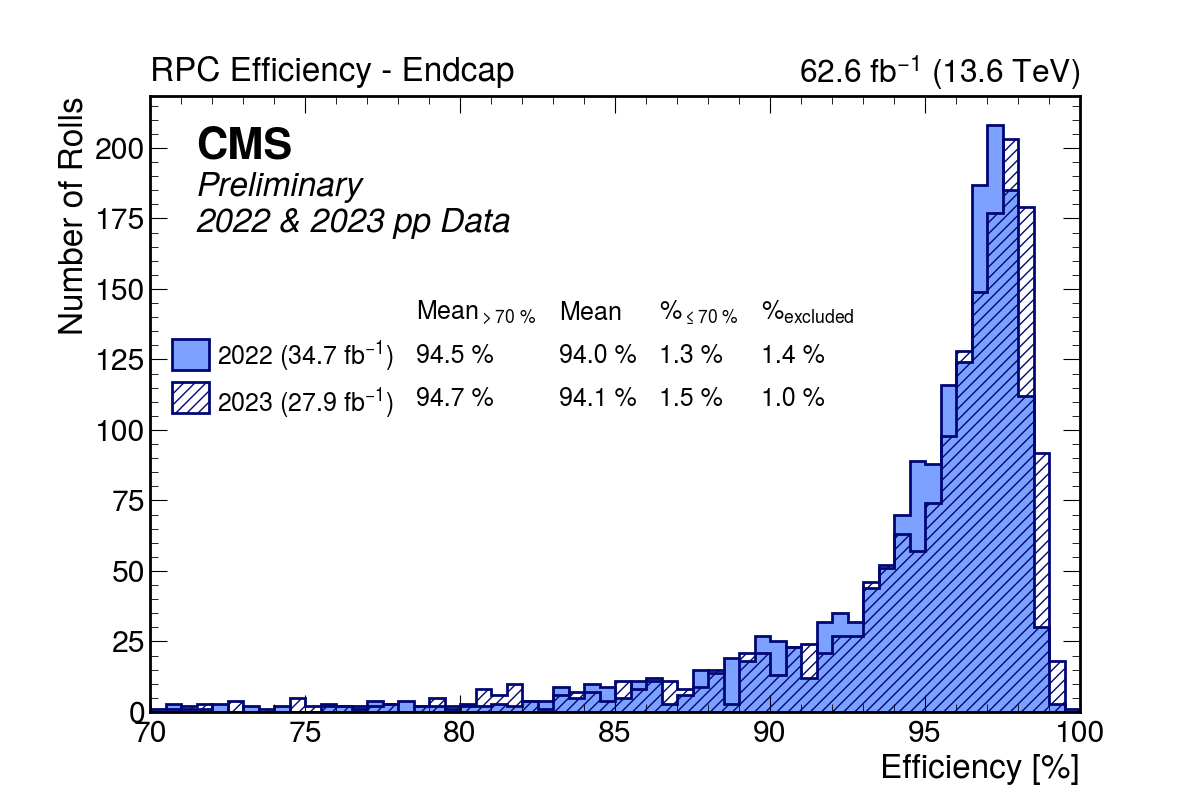 RPC Efficiency - Endcap 62.6 fb⁻¹ (13.6 TeV)
Number of Rolls
CMS
Preliminary
2022 & 2023 pp Data
Mean > 70 % Mean % ≤ 70 % %excluded
2022 (34.7 fb⁻¹) 94.5 % 94.0 % 1.3 % 1.4 %
2023 (27.9 fb⁻¹) 94.7 % 94.1 % 1.5 % 1.0 %
200
175
150
125
100
75
50
25
0
70 75 80 85 90 95 100
Efficiency [%]